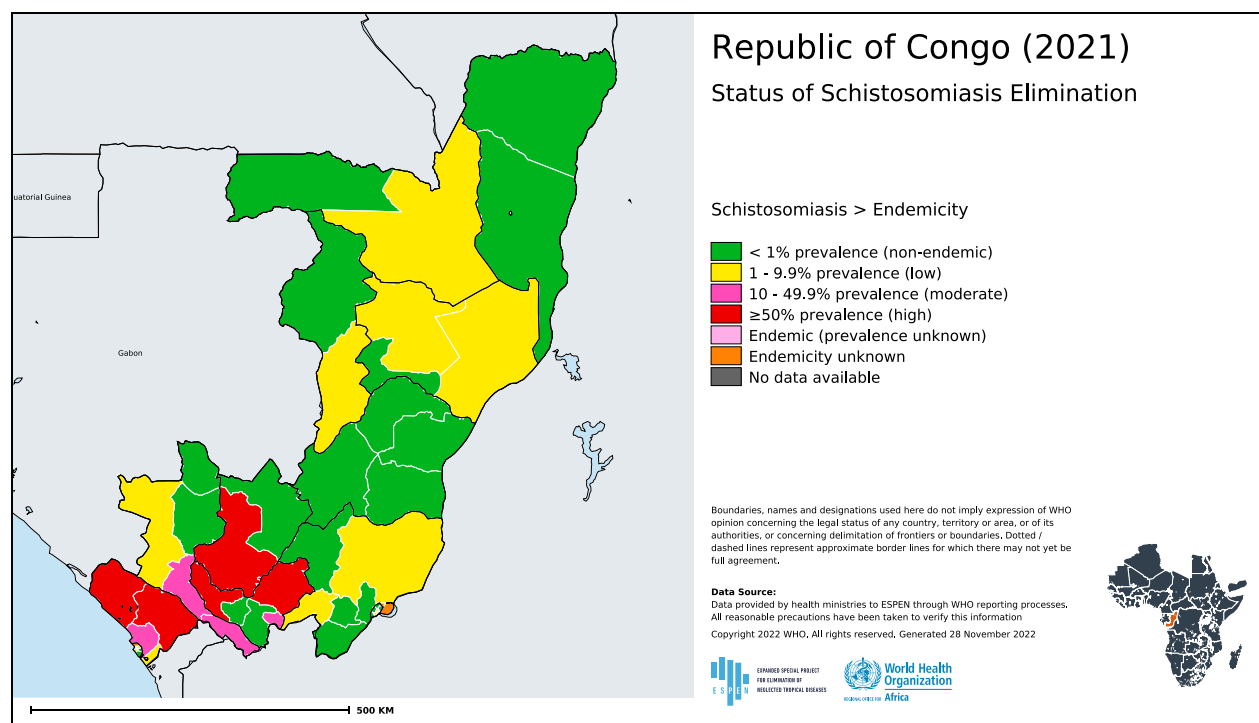 Republic of Congo (2021)
Status of Schistosomiasis Elimination
Schistosomiasis > Endemicity
< 1% prevalence (non-endemic)
1 - 9.9% prevalence (low)
10 - 49.9% prevalence (moderate)
≥50% prevalence (high)
Endemic (prevalence unknown)
Endemicity unknown
No data available
uatorial Guinea
Gabon
Boundaries, names and designations used here do not imply expression of WHO
opinion concerning the legal status of any country, territory or area, or of its
authorities, or concerning delimitation of frontiers or boundaries. Dotted /
dashed lines represent approximate border lines for which there may not yet be
full agreement.
Data Source:
Data provided by health ministries to ESPEN through WHO reporting processes.
All reasonable precautions have been taken to verify this information
Copyright 2022 WHO. All rights reserved. Generated 28 November 2022
ESPEN
EXPANDED SPECIAL PROJECT
FOR ELIMINATION OF
NEGLECTED TROPICAL DISEASES
World Health
Organization
REGIONAL OFFICE FOR Africa
500 KM